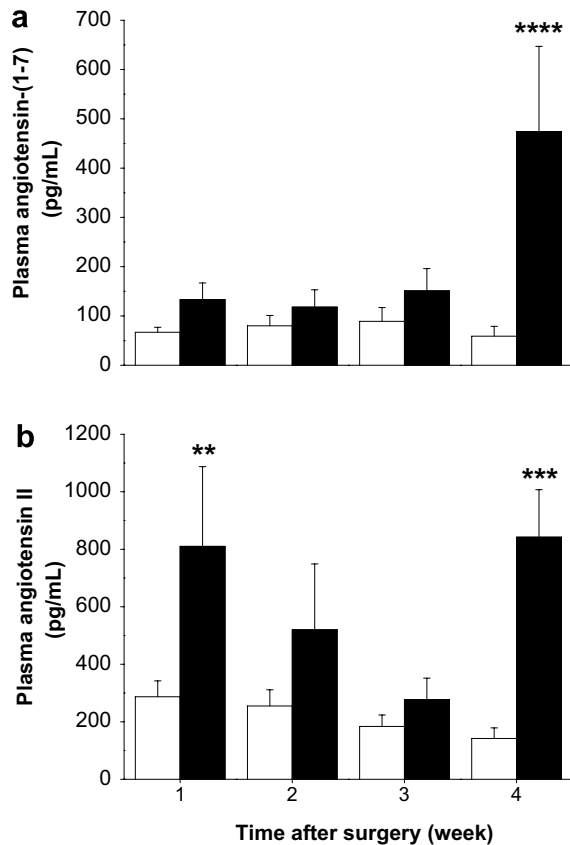 a
Plasma angiotensin-(1-7)
(pg/mL)
700
600
500
400
300
200
100
0
****
b
Plasma angiotensin II
(pg/mL)
1200
1000
800
600
400
200
0
**
***
1 2 3 4
Time after surgery (week)